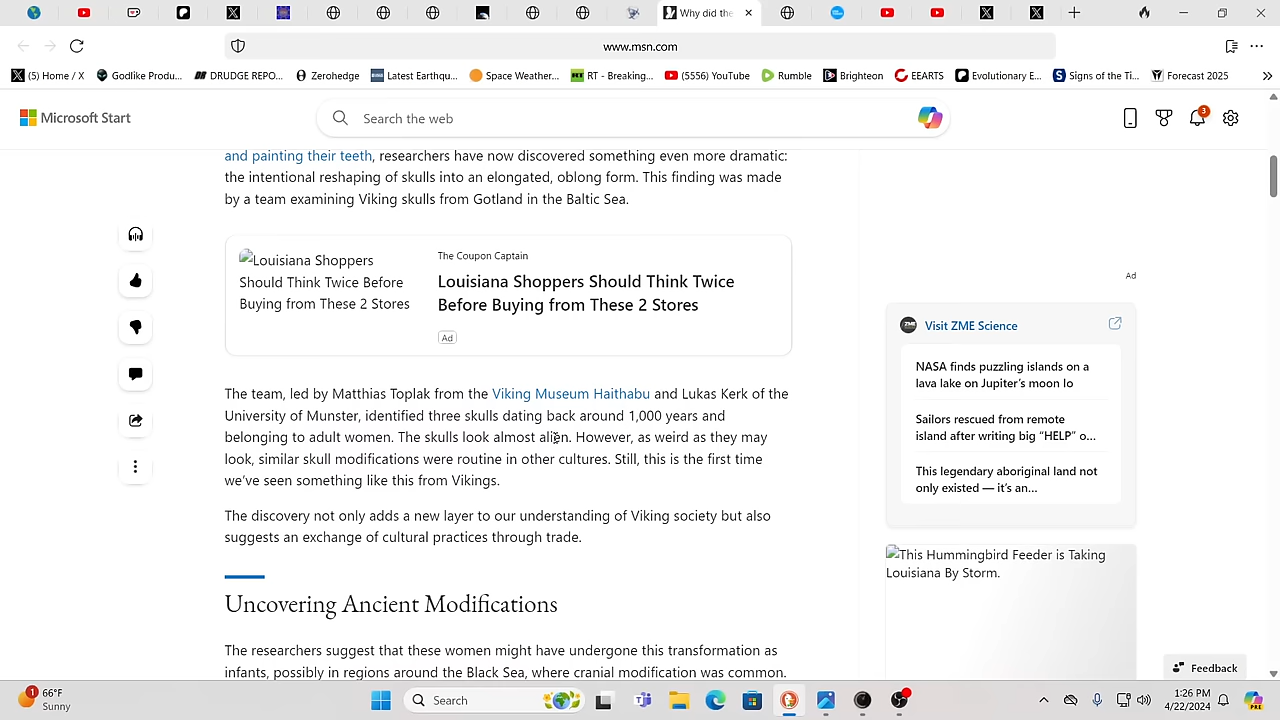 Why did the
www.msn.com
(5) Home / X
Godlike Produ...
DRUDGE REPO...
Zerohedge
Latest Earthqu...
Space Weather...
RT - Breaking...
(5556) YouTube
Rumble
Brighteon
EEARTS
Evolutionary E...
Signs of the Ti...
Forecast 2025
Microsoft Start
Search the web
3
and painting their teeth, researchers have now discovered something even more dramatic:
the intentional reshaping of skulls into an elongated, oblong form. This finding was made
by a team examining Viking skulls from Gotland in the Baltic Sea.
Louisiana Shoppers
Should Think Twice Before
Buying from These 2 Stores
The Coupon Captain
Louisiana Shoppers Should Think Twice
Before Buying from These 2 Stores
Ad
The team, led by Matthias Toplak from the Viking Museum Haithabu and Lukas Kerk of the
University of Munster, identified three skulls dating back around 1,000 years and
belonging to adult women. The skulls look almost alien. However, as weird as they may
look, similar skull modifications were routine in other cultures. Still, this is the first time
we've seen something like this from Vikings.
The discovery not only adds a new layer to our understanding of Viking society but also
suggests an exchange of cultural practices through trade.
Uncovering Ancient Modifications
The researchers suggest that these women might have undergone this transformation as
infants, possibly in regions around the Black Sea, where cranial modification was common.
Ad
ZME
Visit ZME Science
NASA finds puzzling islands on a
lava lake on Jupiter's moon Io
Sailors rescued from remote
island after writing big “HELP” o...
This legendary aboriginal land not
only existed — it's an...
This Hummingbird Feeder is Taking
Louisiana By Storm.
Feedback
1
66°F
Sunny
Search
1:26 PM
4/22/2024
PRE